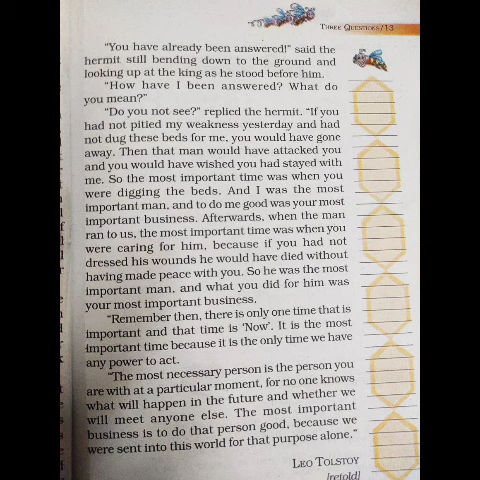 THREE QUESTIONS/13
"You have already been answered!" said the
hermit still bending down to the ground and
looking up at the king as he stood before him.
"How have I been answered? What do
you mean?"
"Do you not see?" replied the hermit. "If you
had not pitied my weakness yesterday and had
not dug these beds for me, you would have gone
away. Then that man would have attacked you
and you would have wished you had stayed with
me. So the most important time was when you
were digging the beds. And I was the most
important man, and to do me good was your most
important business. Afterwards, when the man
ran to us, the most important time was when you
were caring for him, because if you had not
dressed his wounds he would have died without
having made peace with you. So he was the most
important man, and what you did for him was
your most important business.
"Remember then, there is only one time that is
important and that time is 'Now'. It is the most
important time because it is the only time we have
any power to act.
"The most necessary person is the person you
are with at a particular moment, for no one knows
what will happen in the future and whether we
will meet anyone else. The most important
business is to do that person good, because we
were sent into this world for that purpose alone."
LEO TOLSTOY
[retold]